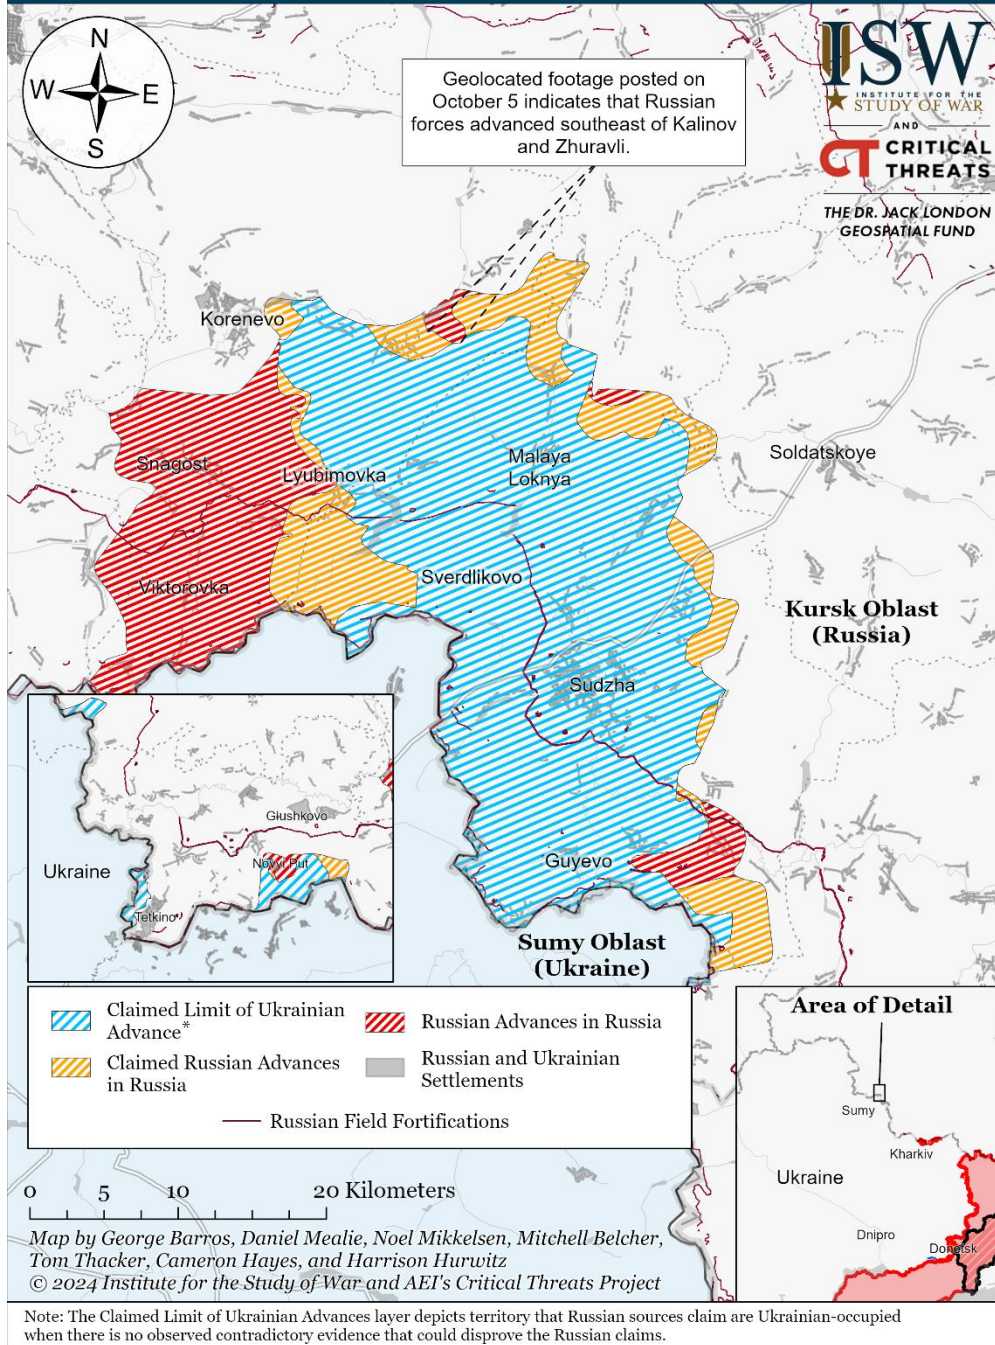 N
W
E
S
Geolocated footage posted on
October 5 indicates that Russian
forces advanced southeast of Kalinov
and Zhuravli.
ISW
INSTITUTE FOR THE
STUDY OF WAR
AND
CT CRITICAL
THREATS
THE DR. JACK LONDON
GEOSPATIAL FUND
Korenevo
Snagost
Lyubimovka
Malaya
Loknya
Soldatskoye
Viktorovka
Sverdlikovo
Kursk Oblast
(Russia)
Sudzha
Guyevo
Sumy Oblast
(Ukraine)
Glushkovo
Novyi Put
Ukraine
Tetkino
Claimed Limit of Ukrainian
Advance*
Russian Advances in Russia
Claimed Russian Advances
in Russia
Russian and Ukrainian
Settlements
Russian Field Fortifications
Area of Detail
Sumy
Kharkiv
Ukraine
Dnipro
Donetsk
0 5 10 20 Kilometers
Map by George Barros, Daniel Mealie, Noel Mikkelsen, Mitchell Belcher,
Tom Thacker, Cameron Hayes, and Harrison Hurwitz
© 2024 Institute for the Study of War and AEI's Critical Threats Project
Note: The Claimed Limit of Ukrainian Advances layer depicts territory that Russian sources claim are Ukrainian-occupied
when there is no observed contradictory evidence that could disprove the Russian claims.